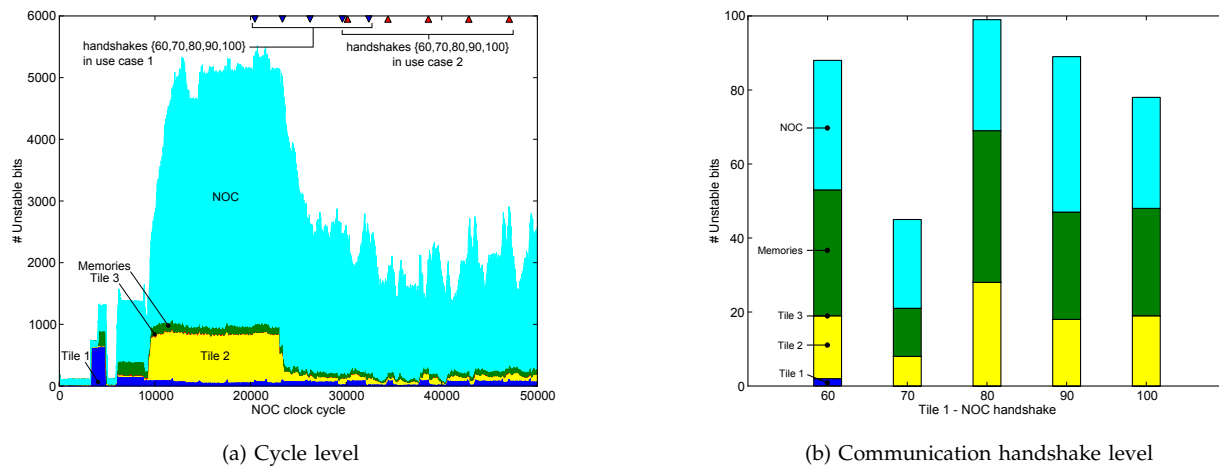 6000
5000
4000
3000
2000
1000
0
# Unstable bits
handshakes {60,70,80,90,100}
in use case 1
handshakes {60,70,80,90,100}
in use case 2
NOC
Memories
Tile 3
Tile 1
Tile 2
0 10000 20000 30000 40000 50000
NOC clock cycle
(a) Cycle level
100
80
60
40
20
0
# Unstable bits
NOC
Memories
Tile 3
Tile 2
Tile 1
60 70 80 90 100
Tile 1 - NOC handshake
(b) Communication handshake level